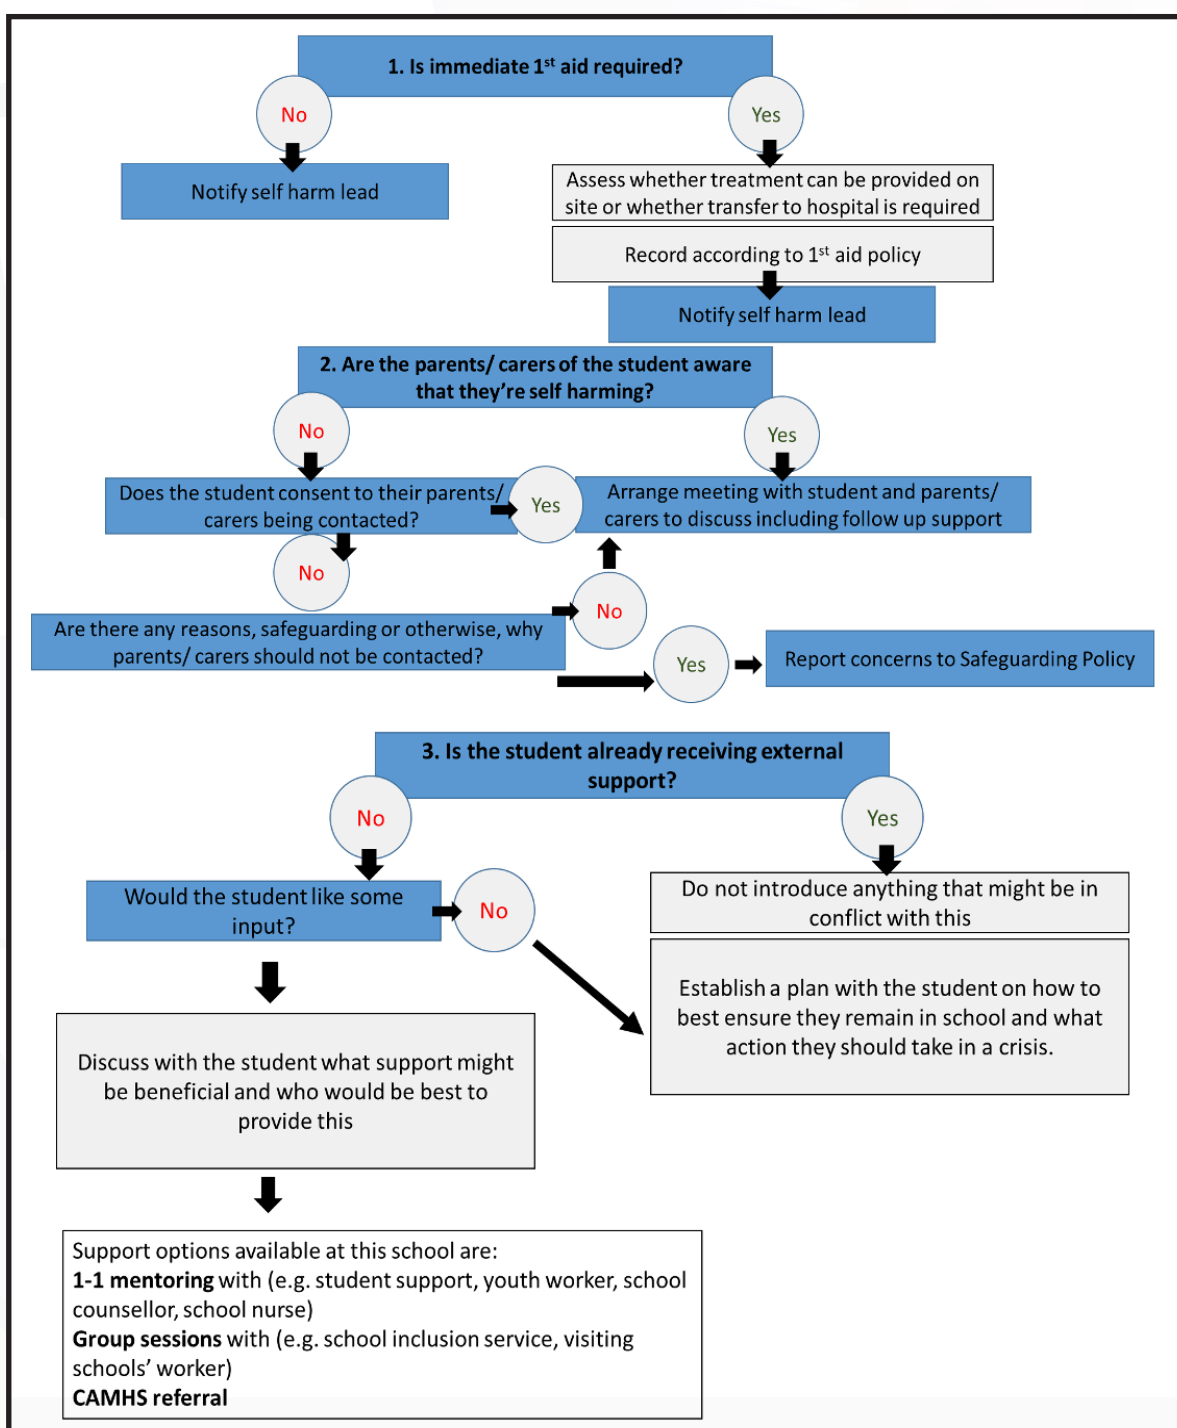 1. Is immediate 1st aid required?
No
Yes
Notify self harm lead
Assess whether treatment can be provided on
site or whether transfer to hospital is required
Record according to 1st aid policy
Notify self harm lead
2. Are the parents/ carers of the student aware
that they're self harming?
No
Yes
Does the student consent to their parents/
carers being contacted?
Yes
Arrange meeting with student and parents/
carers to discuss including follow up support
No
No
Are there any reasons, safeguarding or otherwise, why
parents/ carers should not be contacted?
Yes
Report concerns to Safeguarding Policy
3. Is the student already receiving external
support?
No
Yes
Would the student like some
input?
No
Do not introduce anything that might be in
conflict with this
Establish a plan with the student on how to
best ensure they remain in school and what
action they should take in a crisis.
Discuss with the student what support might
be beneficial and who would be best to
provide this
Support options available at this school are:
1-1 mentoring with (e.g. student support, youth worker, school
counsellor, school nurse)
Group sessions with (e.g. school inclusion service, visiting
schools' worker)
CAMHS referral